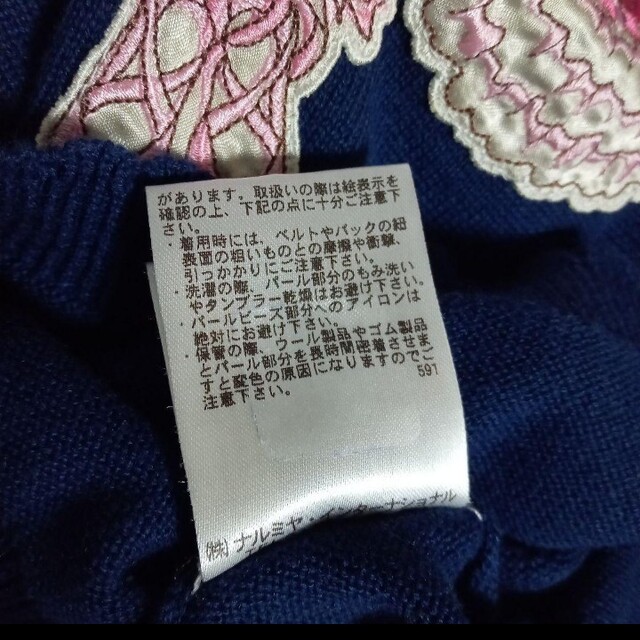 があります。取扱いの際は絵表示を
確認の上、下記の点に十分ご注意下
さい。
・着用時には、ベルトやバックの紐
表面の粗いものとの摩擦や衝撃、
引っかかりにご注意下さい。
・洗濯の際、パール部分のもみ洗い
やタンブラー乾燥はお避け下さい。
・パールビーズ部分へのアイロンは
絶対にお避け下さい。
・保管の際、ウール製品やゴム製品
とパール部分を長時間密着させま
すと変色の原因になりますのでご
注意下さい。
591
(株)ナルミヤ・インターナショナル